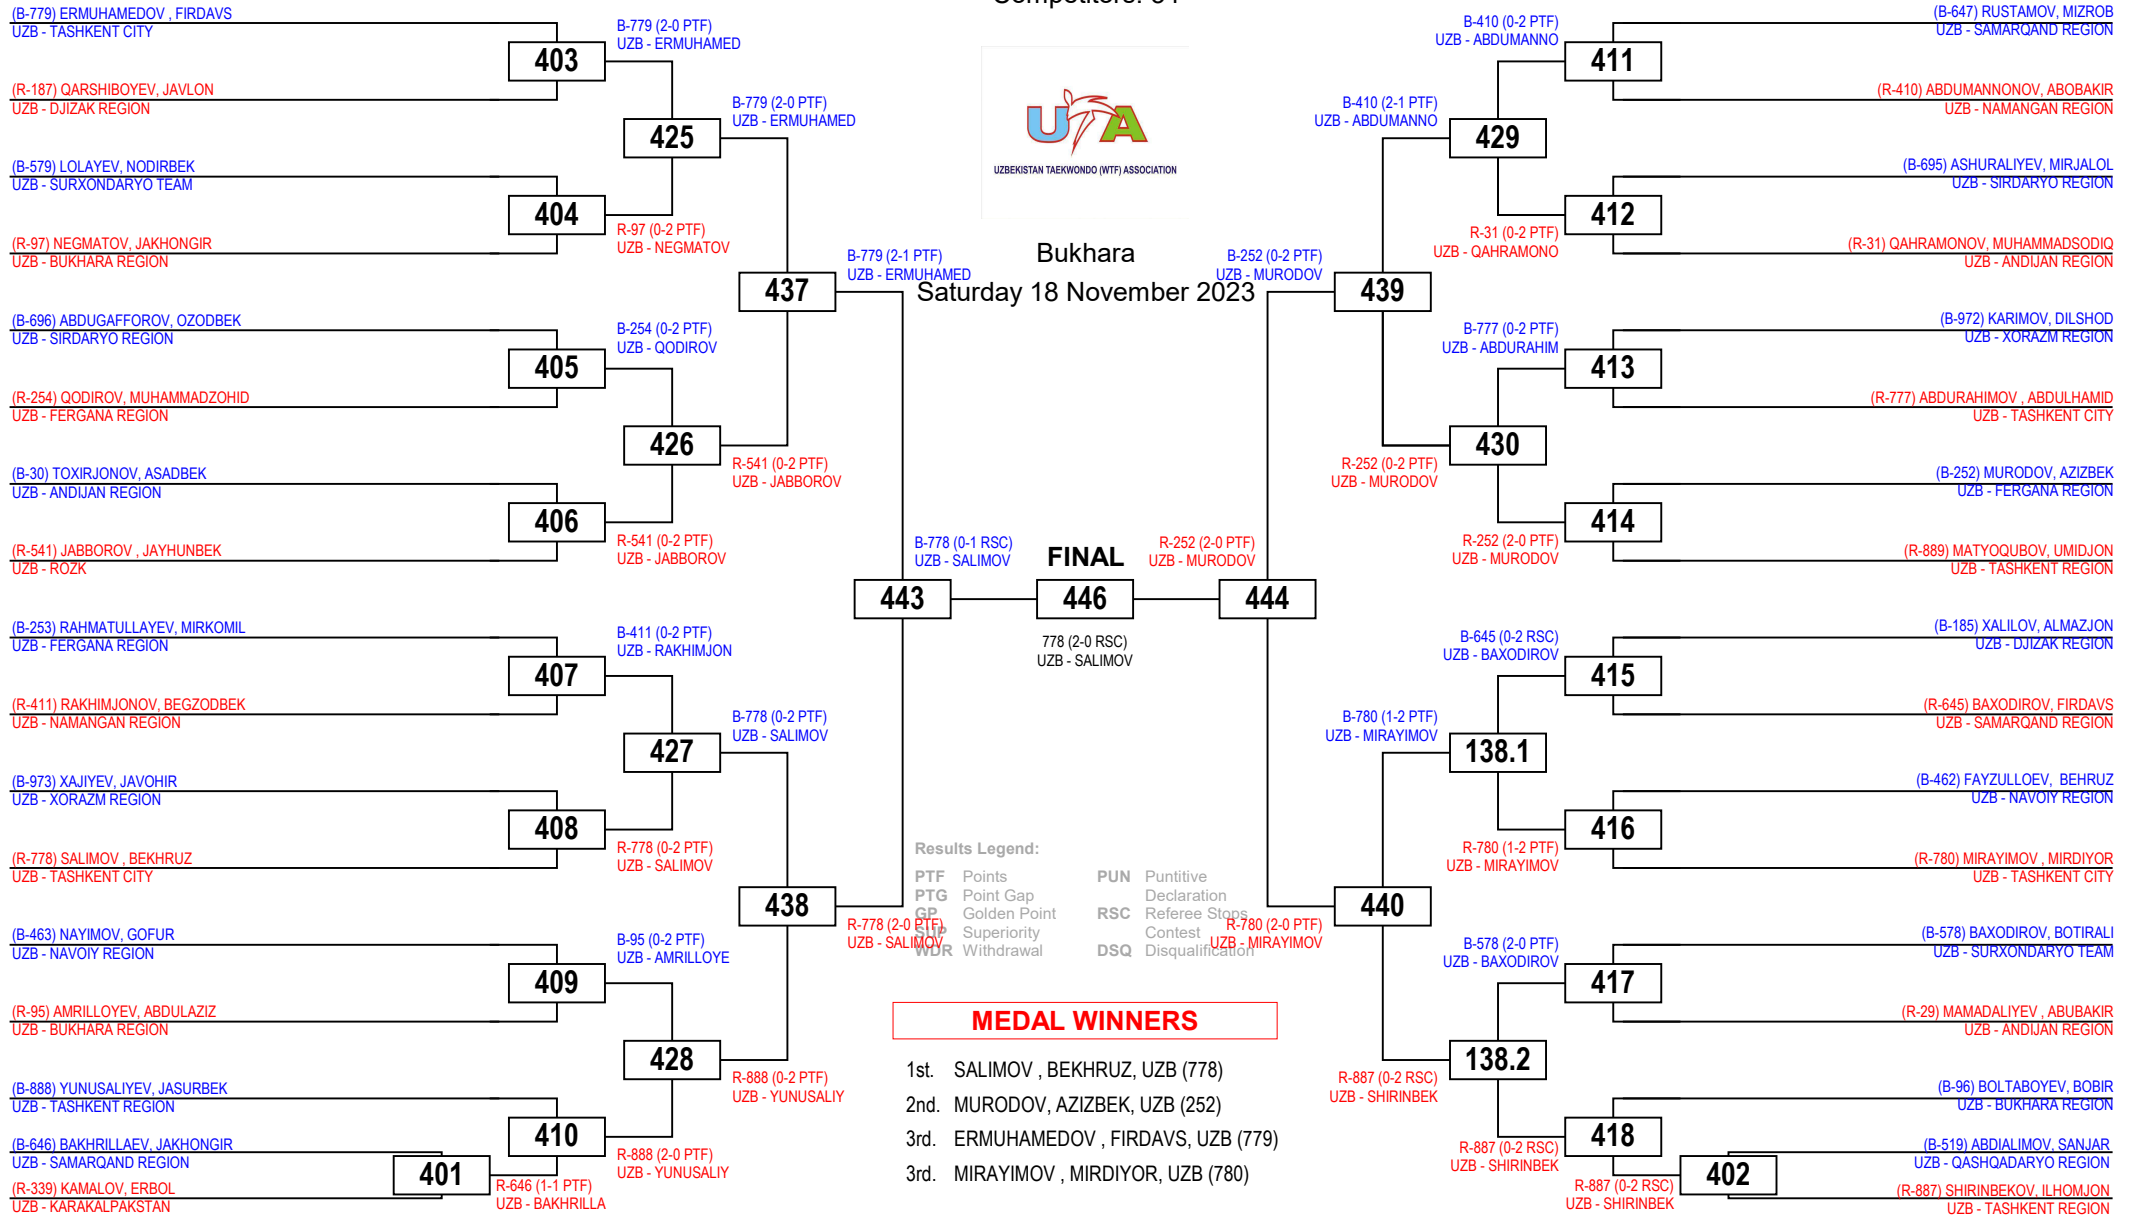 Competitors: 34
(B-779) ERMUHAMEDOV , FIRDAVS
UZB - TASHKENT CITY
403
(R-187) QARSHIBOYEV, JAVLON
UZB - DJIZAK REGION
B-779 (2-0 PTF)
UZB - ERMUHAMED
425
(B-579) LOLAYEV, NODIRBEK
UZB - SURXONDARYO TEAM
404
(R-97) NEGMATOV, JAKHONGIR
UZB - BUKHARA REGION
R-97 (0-2 PTF)
UZB - NEGMATOV
B-779 (2-0 PTF)
UZB - ERMUHAMED
437
(B-696) ABDUGAFFOROV, OZODBEK
UZB - SIRDARYO REGION
405
(R-254) QODIROV, MUHAMMADZOHID
UZB - FERGANA REGION
B-254 (0-2 PTF)
UZB - QODIROV
426
(B-30) TOXIRJONOV, ASADBEK
UZB - ANDIJAN REGION
406
(R-541) JABBOROV , JAYHUNBEK
UZB - ROZK
R-541 (0-2 PTF)
UZB - JABBOROV
R-541 (0-2 PTF)
UZB - JABBOROV
B-779 (2-1 PTF)
UZB - ERMUHAMED
443
(B-253) RAHMATULLAYEV, MIRKOMIL
UZB - FERGANA REGION
407
(R-411) RAKHIMJONOV, BEGZODBEK
UZB - NAMANGAN REGION
B-411 (0-2 PTF)
UZB - RAKHIMJON
427
(B-973) XAJIYEV, JAVOHIR
UZB - XORAZM REGION
408
(R-778) SALIMOV , BEKHRUZ
UZB - TASHKENT CITY
R-778 (0-2 PTF)
UZB - SALIMOV
B-778 (0-2 PTF)
UZB - SALIMOV
438
(B-463) NAYIMOV, GOFUR
UZB - NAVOIY REGION
409
(R-95) AMRILLOYEV, ABDULAZIZ
UZB - BUKHARA REGION
B-95 (0-2 PTF)
UZB - AMRILLOYE
428
(B-888) YUNUSALIYEV, JASURBEK
UZB - TASHKENT REGION
410
(B-646) BAKHRILLAEV, JAKHONGIR
UZB - SAMARQAND REGION
401
(R-339) KAMALOV, ERBOL
UZB - KARAKALPAKSTAN
R-646 (1-1 PTF)
UZB - BAKHRILLA
R-888 (2-0 PTF)
UZB - YUNUSALIY
R-888 (0-2 PTF)
UZB - YUNUSALIY
R-778 (2-0 PTF)
UZB - SALIMOV
UTA
UZBEKISTAN TAEKWONDO (WTF) ASSOCIATION
Bukhara
Saturday 18 November 2023
B-778 (0-1 RSC)
UZB - SALIMOV
FINAL
446
778 (2-0 RSC)
UZB - SALIMOV
R-252 (2-0 PTF)
UZB - MURODOV
444
Results Legend:
PTF Points
PTG Point Gap
GP Golden Point
SUP Superiority
WDR Withdrawal
PUN Puntitive
Declaration
RSC Referee Stops
Contest
DSQ Disqualification
MEDAL WINNERS
1st. SALIMOV , BEKHRUZ, UZB (778)
2nd. MURODOV, AZIZBEK, UZB (252)
3rd. ERMUHAMEDOV , FIRDAVS, UZB (779)
3rd. MIRAYIMOV , MIRDIYOR, UZB (780)
B-252 (0-2 PTF)
UZB - MURODOV
439
B-410 (2-1 PTF)
UZB - ABDUMANNO
429
B-410 (0-2 PTF)
UZB - ABDUMANNO
411
(B-647) RUSTAMOV, MIZROB
UZB - SAMARQAND REGION
(R-410) ABDUMANNONOV, ABOBAKIR
UZB - NAMANGAN REGION
(B-695) ASHURALIYEV, MIRJALOL
UZB - SIRDARYO REGION
412
(R-31) QAHRAMONOV, MUHAMMADSODIQ
UZB - ANDIJAN REGION
R-31 (0-2 PTF)
UZB - QAHRAMONO
B-777 (0-2 PTF)
UZB - ABDURAHIM
413
(B-972) KARIMOV, DILSHOD
UZB - XORAZM REGION
(R-777) ABDURAHIMOV , ABDULHAMID
UZB - TASHKENT CITY
430
R-252 (0-2 PTF)
UZB - MURODOV
(B-252) MURODOV, AZIZBEK
UZB - FERGANA REGION
414
(R-889) MATYOQUBOV, UMIDJON
UZB - TASHKENT REGION
R-252 (2-0 PTF)
UZB - MURODOV
B-645 (0-2 RSC)
UZB - BAXODIROV
415
(B-185) XALILOV, ALMAZJON
UZB - DJIZAK REGION
(R-645) BAXODIROV, FIRDAVS
UZB - SAMARQAND REGION
B-780 (1-2 PTF)
UZB - MIRAYIMOV
138.1
(B-462) FAYZULLOEV, BEHRUZ
UZB - NAVOIY REGION
416
(R-780) MIRAYIMOV , MIRDIYOR
UZB - TASHKENT CITY
R-780 (1-2 PTF)
UZB - MIRAYIMOV
440
R-780 (2-0 PTF)
UZB - MIRAYIMOV
B-578 (2-0 PTF)
UZB - BAXODIROV
417
(B-578) BAXODIROV, BOTIRALI
UZB - SURXONDARYO TEAM
(R-29) MAMADALIYEV , ABUBAKIR
UZB - ANDIJAN REGION
138.2
R-887 (0-2 RSC)
UZB - SHIRINBEK
(B-96) BOLTABOYEV, BOBIR
UZB - BUKHARA REGION
418
R-887 (0-2 RSC)
UZB - SHIRINBEK
(B-519) ABDIALIMOV, SANJAR
UZB - QASHQADARYO REGION
402
(R-887) SHIRINBEKOV, ILHOMJON
UZB - TASHKENT REGION
R-887 (0-2 RSC)
UZB - SHIRINBEK